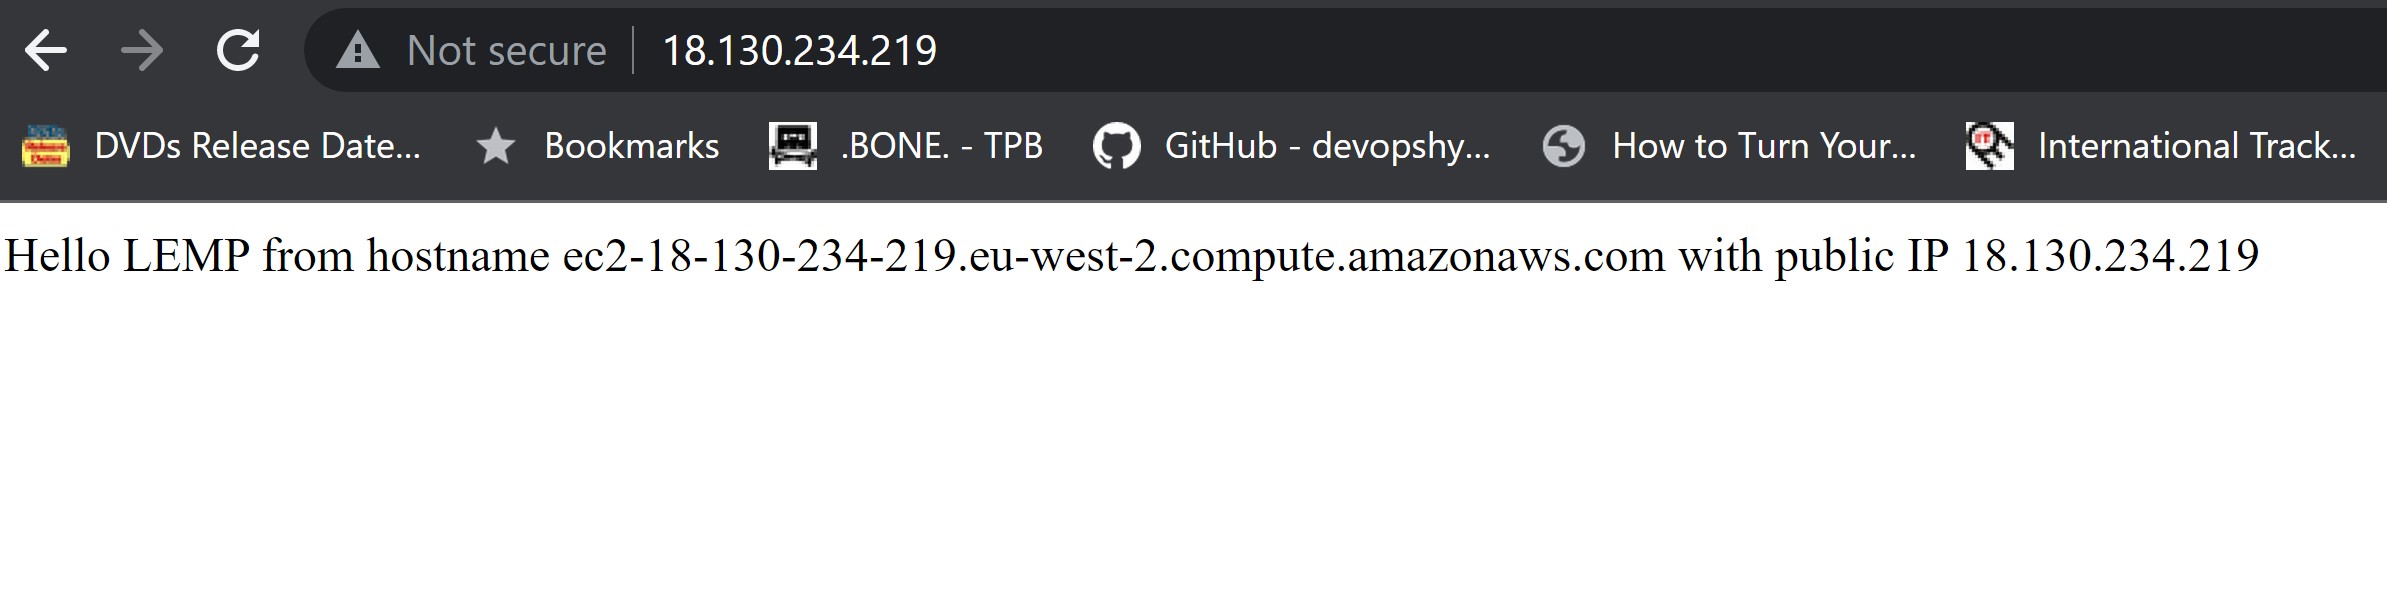 Not secure 18.130.234.219
DVDs Release Date... Bookmarks .BONE. - TPB GitHub - devopshy... How to Turn Your... International Track...
Hello LEMP from hostname ec2-18-130-234-219.eu-west-2.compute.amazonaws.com with public IP 18.130.234.219